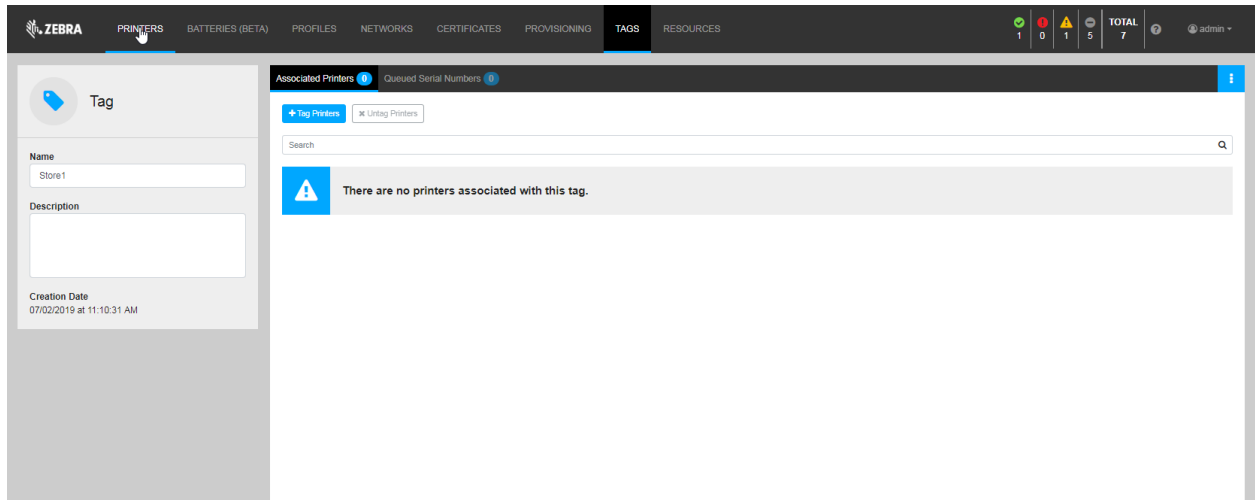 ZEBRA PRINTERS BATTERIES (BETA) PROFILES NETWORKS CERTIFICATES PROVISIONING TAGS RESOURCES 1 0 1 5 TOTAL 7 ? admin
Tag
Name
Store1
Description
Creation Date
07/02/2019 at 11:10:31 AM
Associated Printers 0 Queued Serial Numbers 0
+ Tag Printers × Untag Printers
Search
There are no printers associated with this tag.